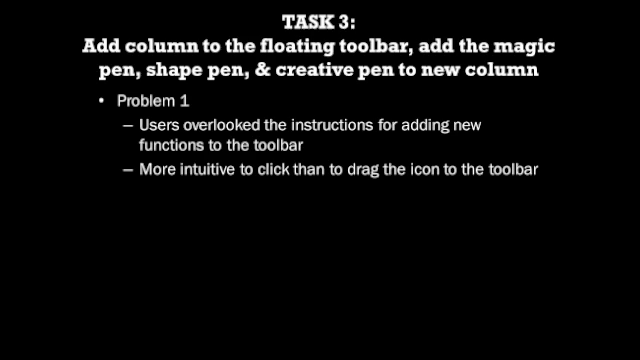 TASK 3:
Add column to the floating toolbar, add the magic
pen, shape pen, & creative pen to new column
• Problem 1
– Users overlooked the instructions for adding new
functions to the toolbar
– More intuitive to click than to drag the icon to the toolbar